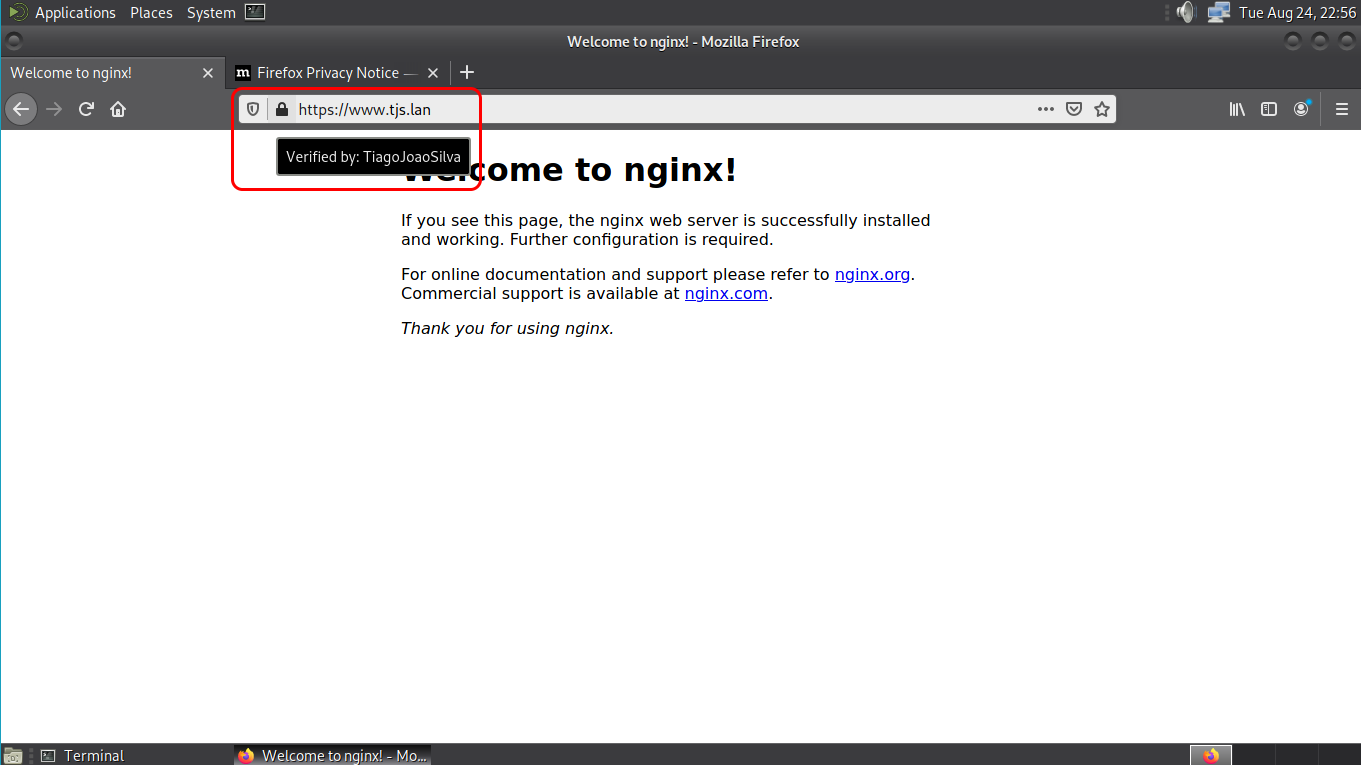 Applications Places System Tue Aug 24, 22:56
Welcome to nginx! - Mozilla Firefox
Welcome to nginx! m Firefox Privacy Notice —
https://www.tjs.lan
Verified by: TiagoJoaoSilva
Welcome to nginx!
If you see this page, the nginx web server is successfully installed
and working. Further configuration is required.
For online documentation and support please refer to nginx.org.
Commercial support is available at nginx.com.
Thank you for using nginx.
Terminal Welcome to nginx! - Mo...